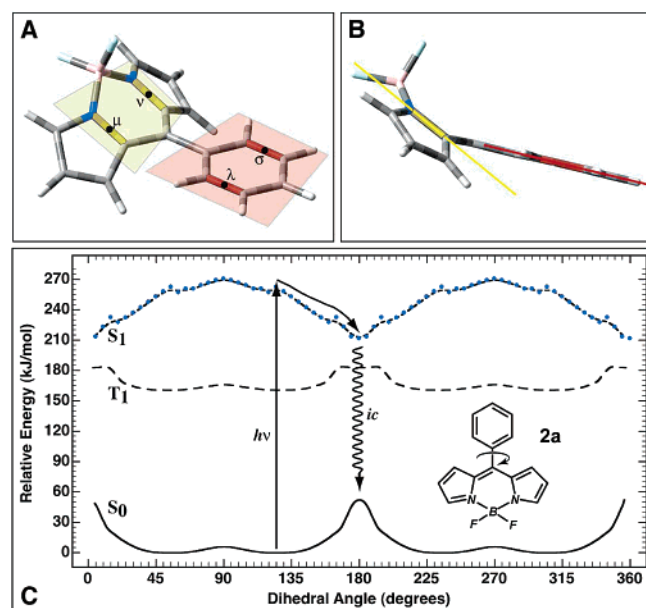 A
B
ν
μ
σ
λ
C
Relative Energy (kJ/mol)
270
240
210
180
150
120
90
60
30
0
S1
T1
S0
hν
ic
2a
N
N
B
F
F
0
45
90
135
180
225
270
315
360
Dihedral Angle (degrees)